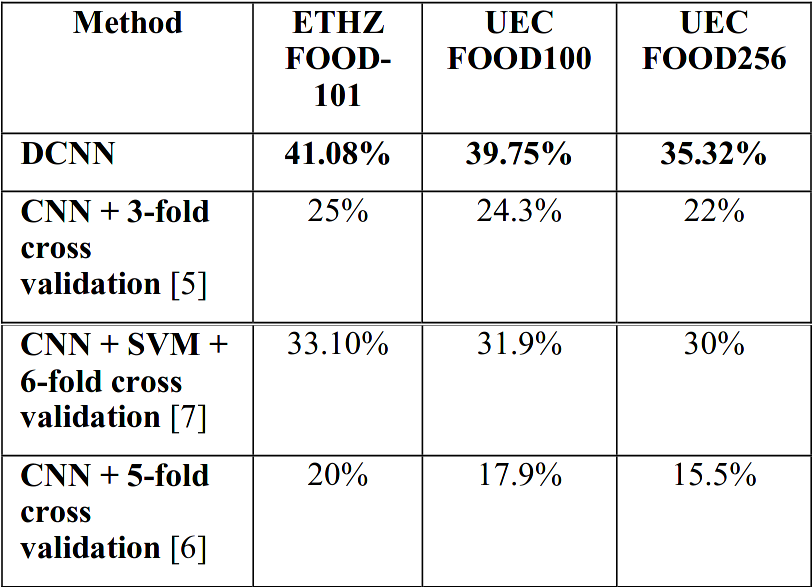 Method ETHZ FOOD-101 UEC FOOD100 UEC FOOD256
DCNN 41.08% 39.75% 35.32%
CNN + 3-fold cross validation [5] 25% 24.3% 22%
CNN + SVM + 6-fold cross validation [7] 33.10% 31.9% 30%
CNN + 5-fold cross validation [6] 20% 17.9% 15.5%